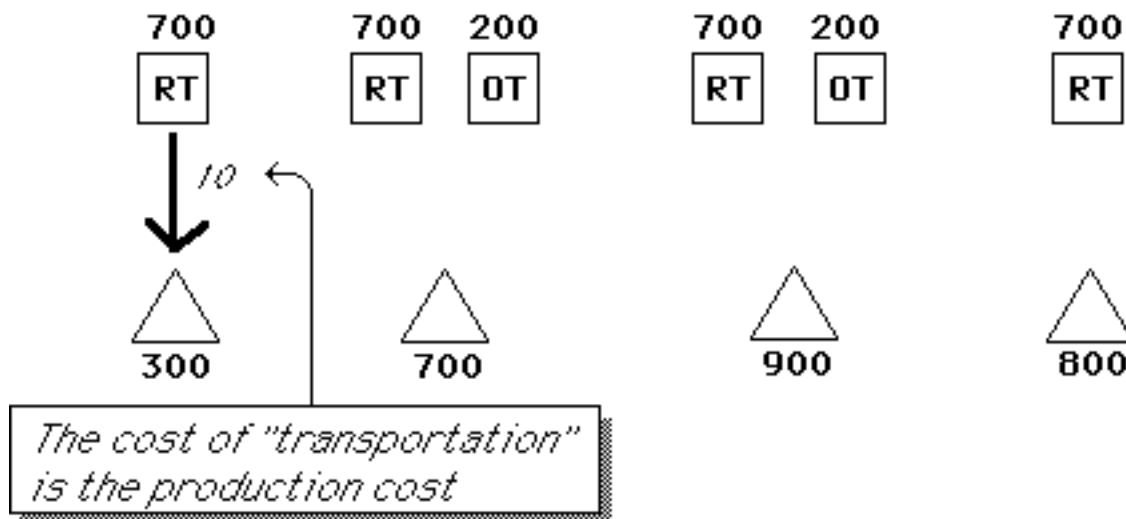 700 700 200 700 200 700
RT RT OT RT OT RT
10
300 700 900 800
The cost of "transportation"
is the production cost